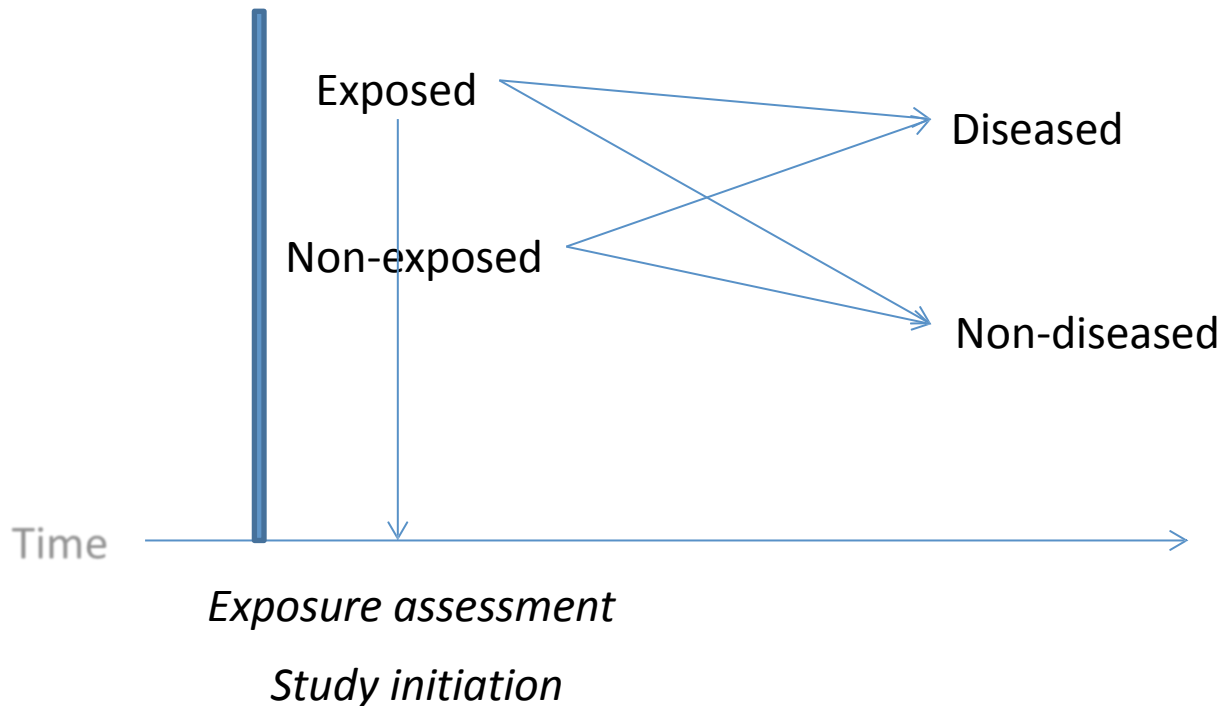 Exposed
Diseased
Non-exposed
Non-diseased
Time
Exposure assessment
Study initiation